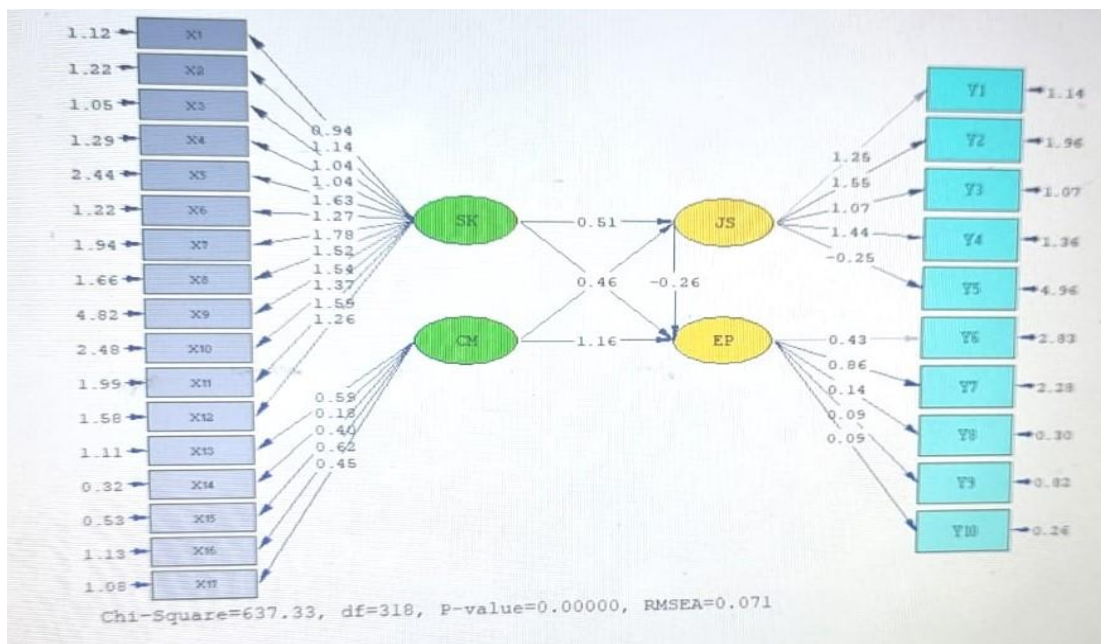 1.12 X1
1.22 X2
1.05 X3
1.29 X4
2.44 X5
1.22 X6
1.94 X7
1.66 X8
4.82 X9
2.48 X10
1.99 X11
1.58 X12
1.11 X13
0.32 X14
0.53 X15
1.13 X16
1.08 X17
0.94
1.14
1.04
1.04
1.63
1.27
1.78
1.52
1.54
1.37
1.59
1.26
0.59
0.18
0.40
0.62
0.45
SK
CM
0.51
0.46
-0.26
1.16
JS
EP
1.25
1.55
1.07
1.44
-0.25
0.43
0.86
0.14
0.09
0.09
Y1 1.14
Y2 1.96
Y3 1.07
Y4 1.36
Y5 4.96
Y6 2.83
Y7 2.28
Y8 0.30
Y9 0.82
Y10 0.26
Chi-Square=637.33, df=318, P-value=0.00000, RMSEA=0.071